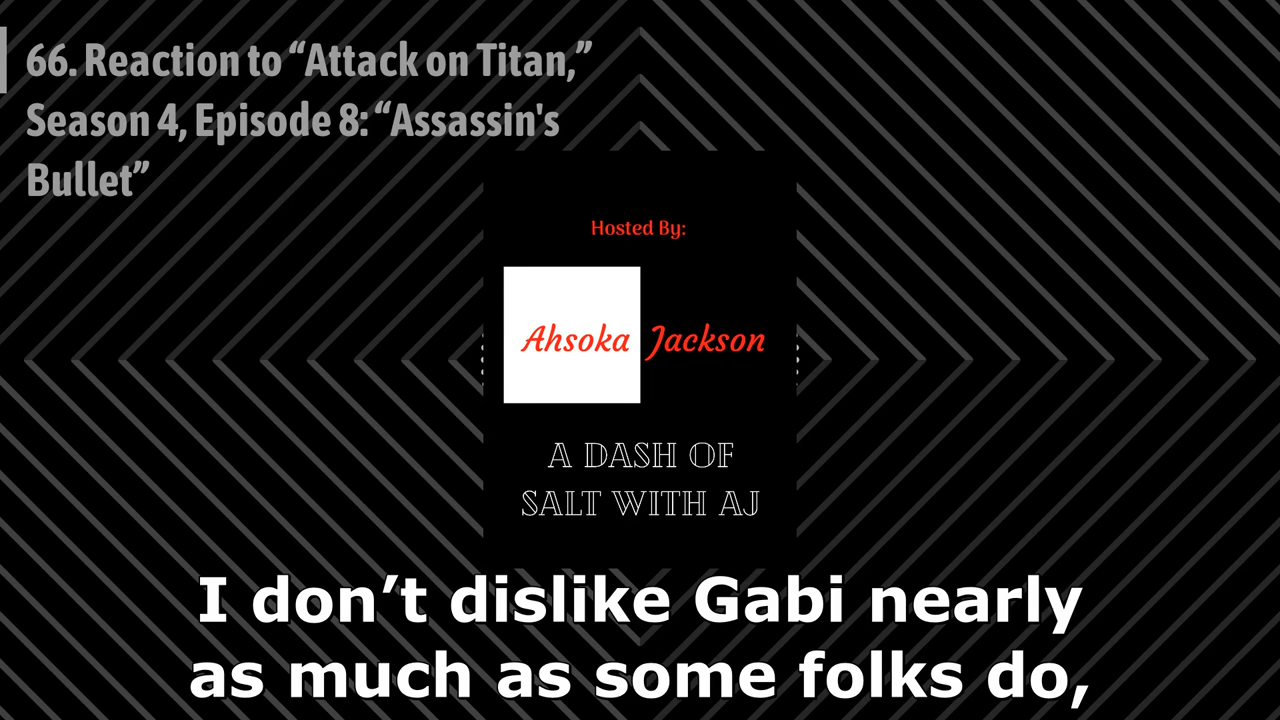 66. Reaction to “Attack on Titan,”
Season 4, Episode 8: “Assassin's
Bullet”
Hosted By:
Ahsoka Jackson
A DASH OF
SALT WITH AJ
I don’t dislike Gabi nearly
as much as some folks do,